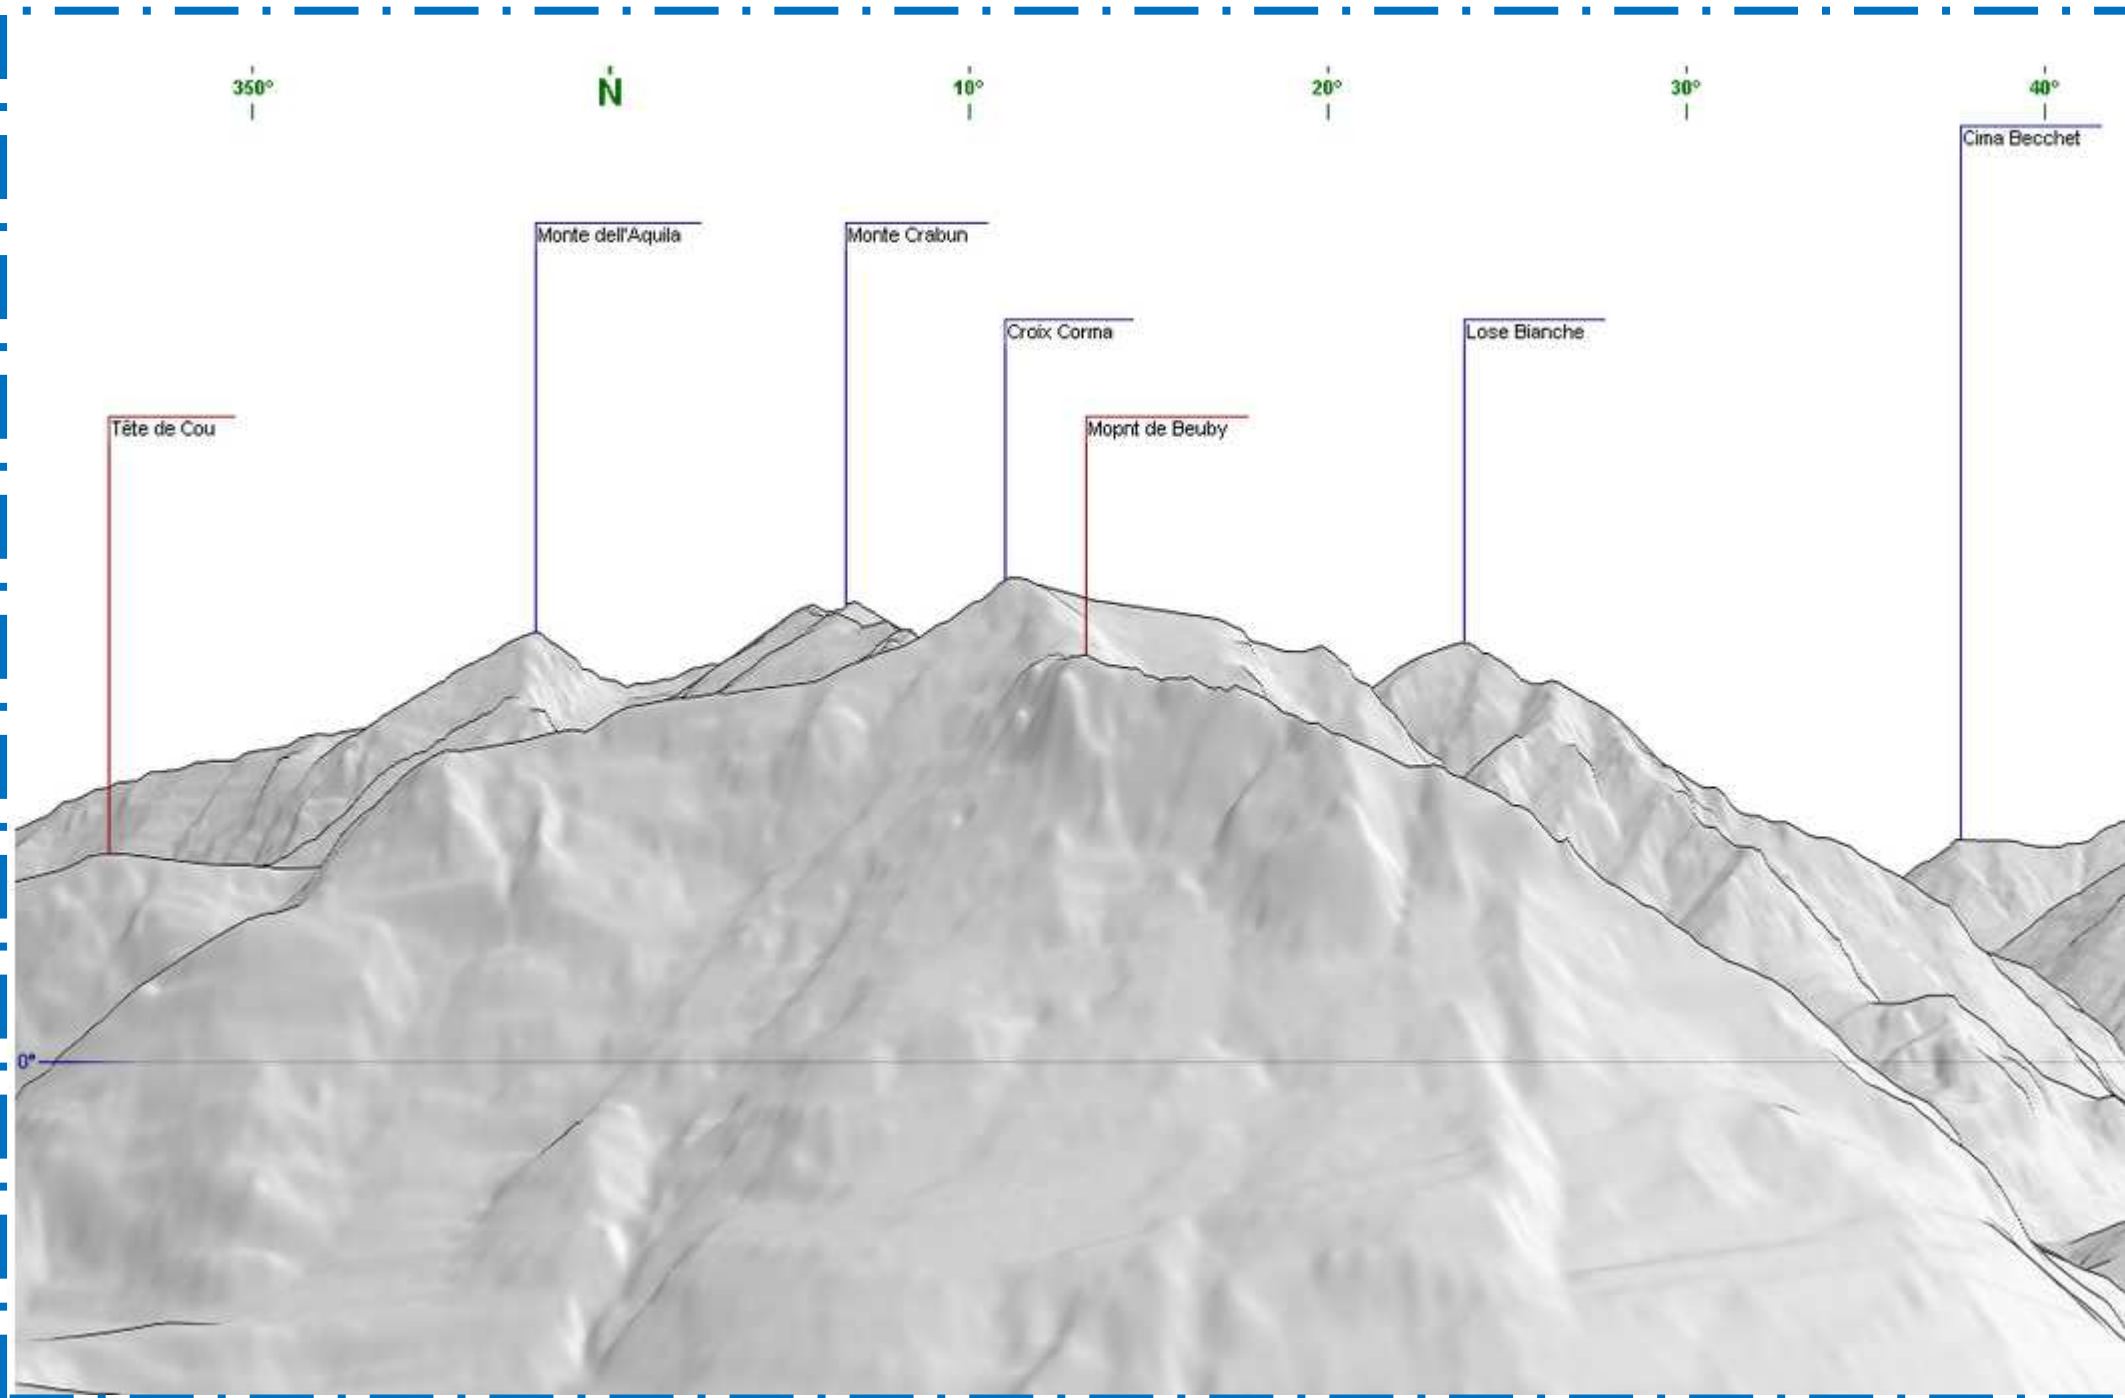 350° N 10° 20° 30° 40°
Cima Becchet
Monte dell'Aquila
Monte Crabun
Croix Corma
Lose Bianche
Tête de Cou
Mopnt de Beuby
0°